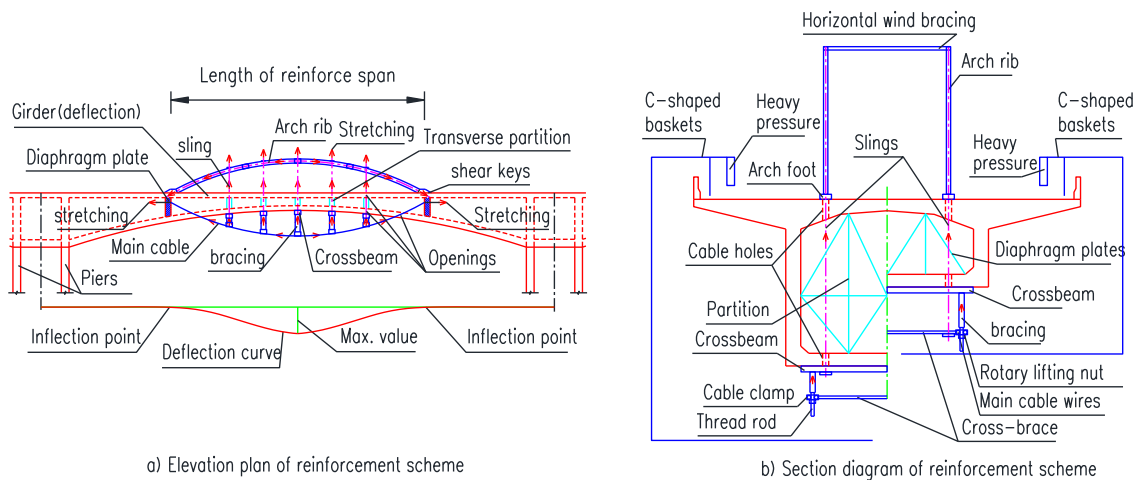 Length of reinforce span
Girder(deflection)
Arch rib
Stretching
Transverse partition
sling
Diaphragm plate
shear keys
stretching
Stretching
Main cable
bracing
Crossbeam
Openings
Piers
Inflection point
Max. value
Inflection point
Deflection curve
a) Elevation plan of reinforcement scheme
Horizontal wind bracing
Arch rib
C-shaped
baskets
Heavy
pressure
C-shaped
baskets
Slings
Heavy
pressure
Arch foot
Cable holes
Diaphragm plates
Partition
Crossbeam
Crossbeam
bracing
Cable clamp
Rotary lifting nut
Thread rod
Main cable wires
Cross-brace
b) Section diagram of reinforcement scheme